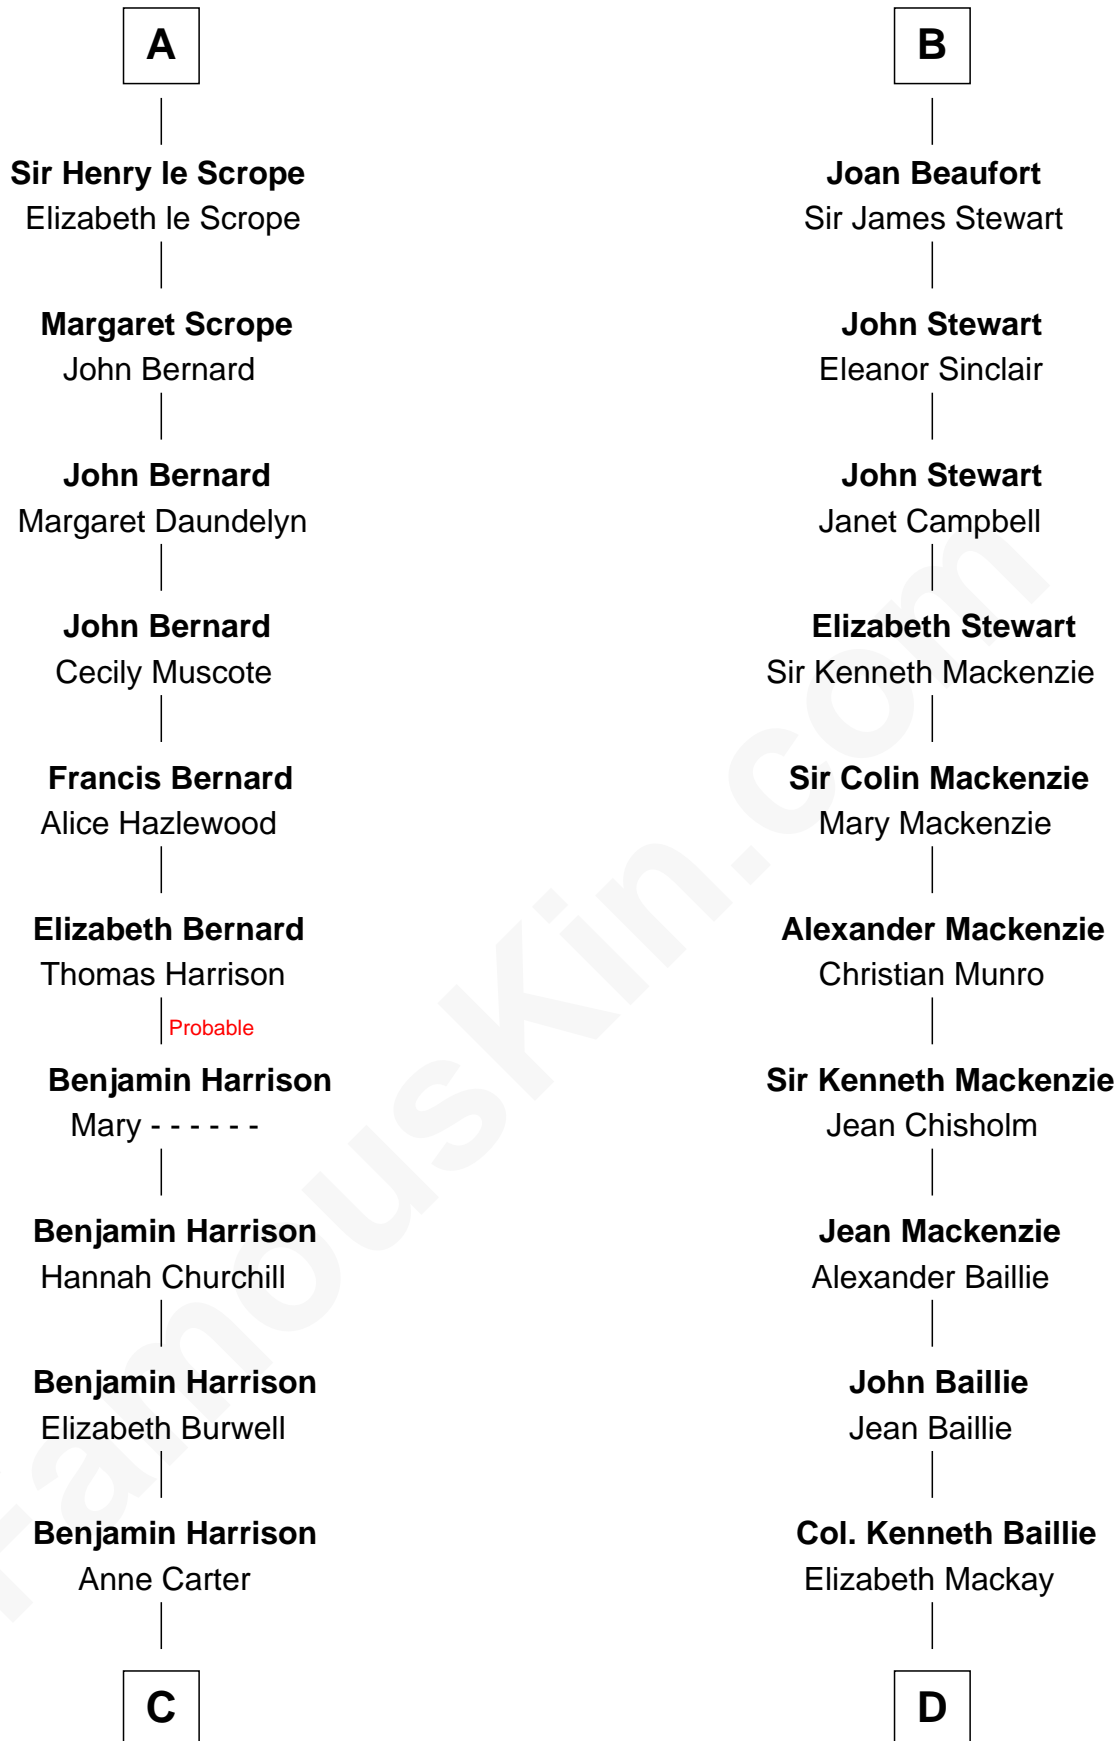 A
Sir Henry le Scrope
Elizabeth le Scrope
Margaret Scrope
John Bernard
John Bernard
Margaret Daundelyn
John Bernard
Cecily Muscote
Francis Bernard
Alice Hazlewood
Elizabeth Bernard
Thomas Harrison
Probable
Benjamin Harrison
Mary - - - - - -
Benjamin Harrison
Hannah Churchill
Benjamin Harrison
Elizabeth Burwell
Benjamin Harrison
Anne Carter
C
B
Joan Beaufort
Sir James Stewart
John Stewart
Eleanor Sinclair
John Stewart
Janet Campbell
Elizabeth Stewart
Sir Kenneth Mackenzie
Sir Colin Mackenzie
Mary Mackenzie
Alexander Mackenzie
Christian Munro
Sir Kenneth Mackenzie
Jean Chisholm
Jean Mackenzie
Alexander Baillie
John Baillie
Jean Baillie
Col. Kenneth Baillie
Elizabeth Mackay
D
FamousKin.com